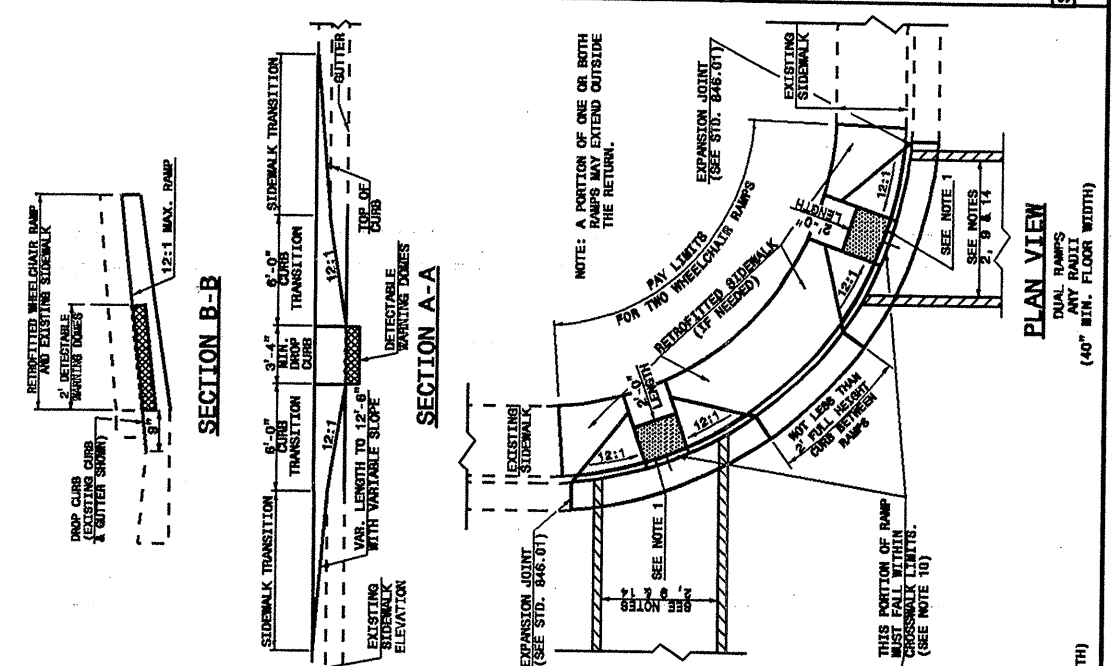 RETROFITTED WHEELCHAIR RAMP
AND EXISTING SIDEWALK
2' DETECTABLE
WARNING DOMES
DROP CURB
(EXISTING CURB
& GUTTER SHOWN)
8"
12:1 MAX. RAMP
SECTION B-B
SIDEWALK TRANSITION
6'-0"
CURB
TRANSITION
3'-4"
MIN.
DROP
CURB
6'-0"
CURB
TRANSITION
SIDEWALK TRANSITION
12:1
12:1
GUTTER
TOP OF
CURB
DETECTABLE
WARNING DOMES
VAR. LENGTH TO 12'-6"
WITH VARIABLE SLOPE
EXISTING
SIDEWALK
ELEVATION
SECTION A-A
NOTE: A PORTION OF ONE OR BOTH
RAMPS MAY EXTEND OUTSIDE
THE RETURN.
EXPANSION JOINT
(SEE STD. 846.01)
EXISTING
SIDEWALK
PAY LIMITS
FOR TWO WHEELCHAIR RAMPS
RETROFITTED SIDEWALK
(IF NEEDED)
2'-0"
LENGTH
12:1
12:1
SEE NOTE 1
SEE NOTES
2, 9 & 14
EXISTING
SIDEWALK
2'-0"
LENGTH
12:1
12:1
NOT LESS THAN
2' FULL HEIGHT
CURB BETWEEN
RAMPS
EXPANSION JOINT
(SEE STD. 846.01)
SEE NOTE 1
SEE NOTES
2, 9 & 14
THIS PORTION OF RAMP
MUST FALL WITHIN
CROSSWALK LIMITS.
(SEE NOTE 10)
PLAN VIEW
DUAL RAMPS
ANY RADII
(40" MIN. FLOOR WIDTH)
TH)